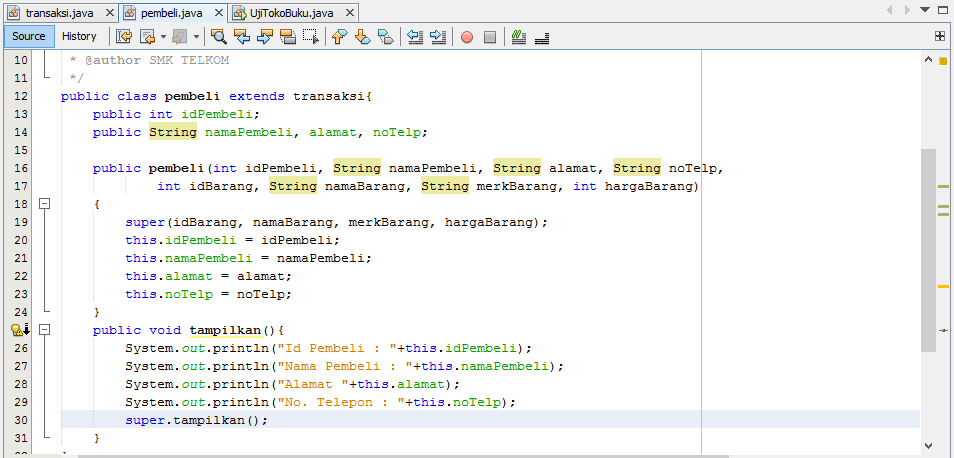 transaksi.java pembeli.java UjiTokoBuku.java
Source History
10 * @author SMK TELKOM
11 */
12 public class pembeli extends transaksi{
13 public int idPembeli;
14 public String namaPembeli, alamat, noTelp;
15
16 public pembeli(int idPembeli, String namaPembeli, String alamat, String noTelp,
17 int idBarang, String namaBarang, String merkBarang, int hargaBarang)
18 {
19 super(idBarang, namaBarang, merkBarang, hargaBarang);
20 this.idPembeli = idPembeli;
21 this.namaPembeli = namaPembeli;
22 this.alamat = alamat;
23 this.noTelp = noTelp;
24 }
public void tampilkan(){
26 System.out.println("Id Pembeli : "+this.idPembeli);
27 System.out.println("Nama Pembeli : "+this.namaPembeli);
28 System.out.println("Alamat "+this.alamat);
29 System.out.println("No. Telepon : "+this.noTelp);
30 super.tampilkan();
31 }